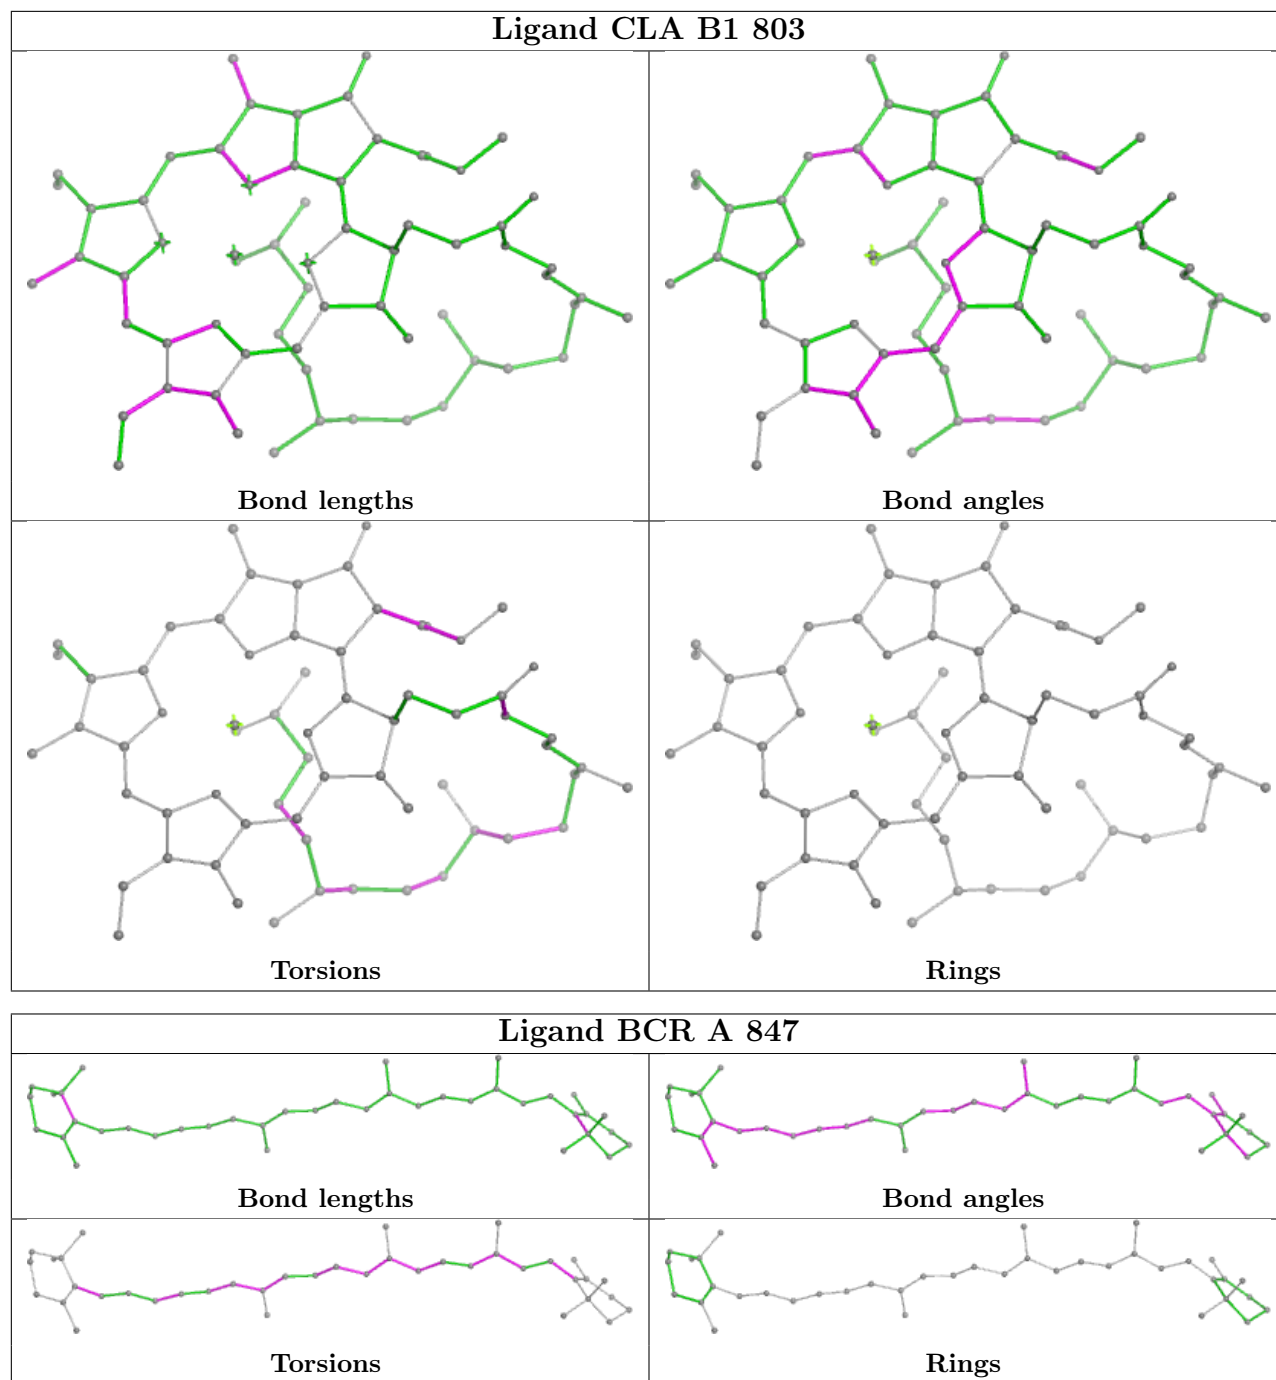 Ligand CLA B1 803
Bond lengths
Bond angles
Torsions
Rings
Ligand BCR A 847
Bond lengths
Bond angles
Torsions
Rings